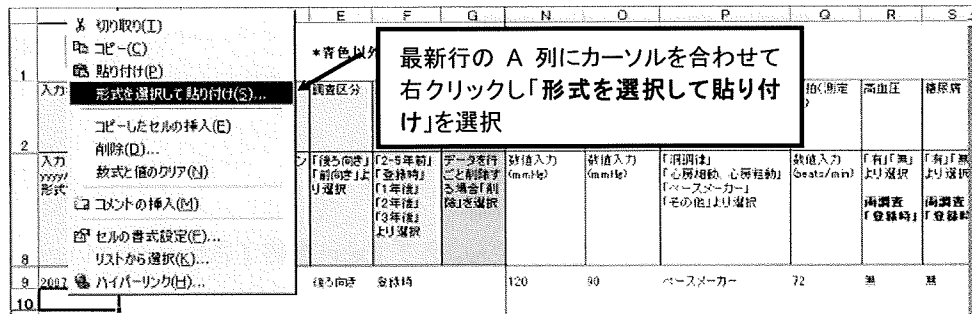 E F G N O P Q R S
切り取り(T)
コピー(C)
貼り付け(P)
形式を選択して貼り付け(S)...
コピーしたセルの挿入(E)
削除(D)...
数式と値のクリア(N)
コメントの挿入(M)
セルの書式設定(F)...
リストから選択(K)...
ハイパーリンク(H)...
*青色以外
最新行の A 列にカーソルを合わせて
右クリックし「形式を選択して貼り付
け」を選択
1
入力
調査区分
高血圧
糖尿病
2
入力
形式
「後ろ向き」
「前向き」よ
り選択
「2-5年前」
「登録時」
「1年後」
「2年後」
「3年後」
より選択
データを行
ごと削除す
る場合「削
除」を選択
数値入力
(mmHg)
数値入力
(mmHg)
「洞調律」
「心房細動、心房粗動」
「ペースメーカー」
「その他」より選択
数値入力
(beats/min)
「有」「無」
より選択
両調査
「登録時」
「有」「無
より選択
両調査
「登録時
8
9 2007 後ろ向き 登録時 120 90 ペースメーカー 72 無 無
10